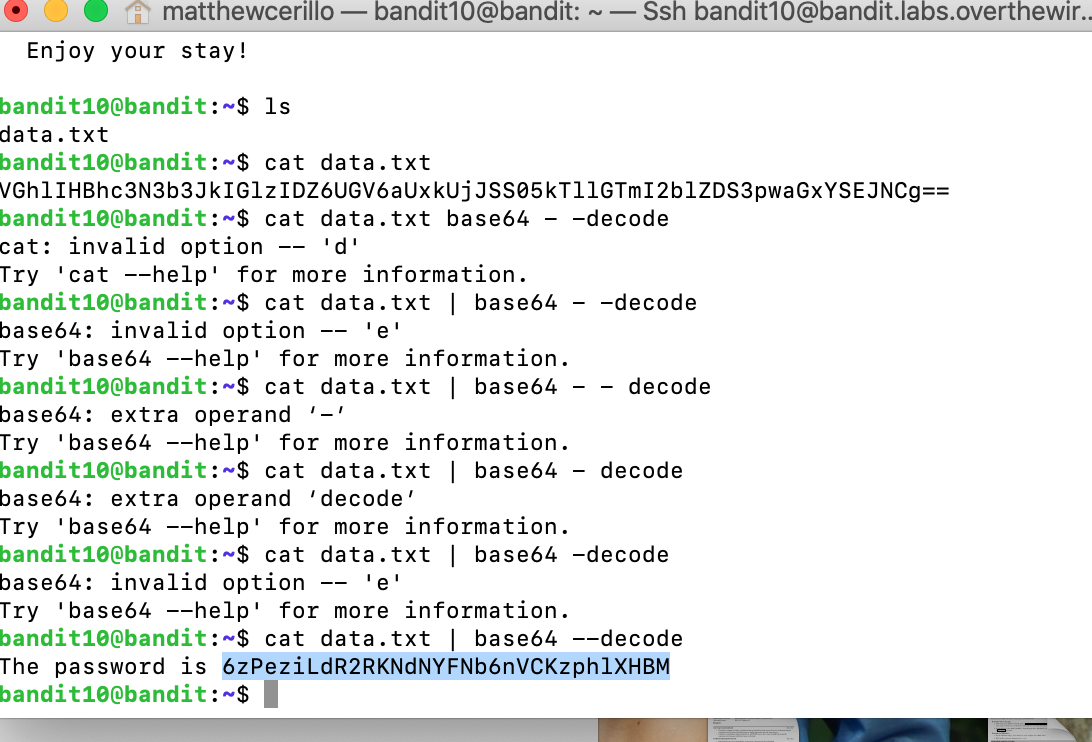 matthewcerillo — bandit10@bandit: ~ — Ssh bandit10@bandit.labs.overthewir...
Enjoy your stay!
bandit10@bandit:~$ ls
data.txt
bandit10@bandit:~$ cat data.txt
VGhlIHBhc3N3b3JkIGlzIDZ6UGV6aUxkUjJSS05kTllGTmI2blZDS3pwaGxYSEJNCg==
bandit10@bandit:~$ cat data.txt base64 - -decode
cat: invalid option -- 'd'
Try 'cat --help' for more information.
bandit10@bandit:~$ cat data.txt | base64 - -decode
base64: invalid option -- 'e'
Try 'base64 --help' for more information.
bandit10@bandit:~$ cat data.txt | base64 - - decode
base64: extra operand ‘-’
Try 'base64 --help' for more information.
bandit10@bandit:~$ cat data.txt | base64 - decode
base64: extra operand ‘decode’
Try 'base64 --help' for more information.
bandit10@bandit:~$ cat data.txt | base64 -decode
base64: invalid option -- 'e'
Try 'base64 --help' for more information.
bandit10@bandit:~$ cat data.txt | base64 --decode
The password is 6zPeziLdR2RKNdNYFNb6nVCKzphlXHBM
bandit10@bandit:~$